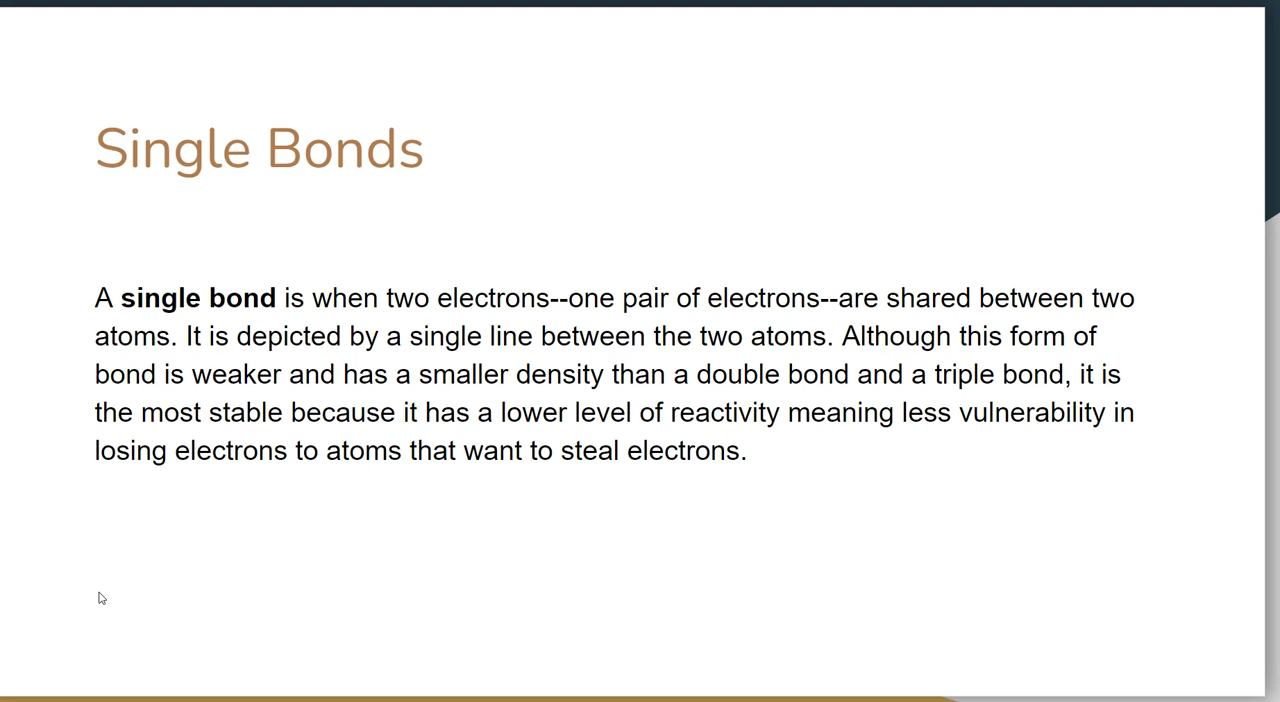 Single Bonds
A single bond is when two electrons--one pair of electrons--are shared between two
atoms. It is depicted by a single line between the two atoms. Although this form of
bond is weaker and has a smaller density than a double bond and a triple bond, it is
the most stable because it has a lower level of reactivity meaning less vulnerability in
losing electrons to atoms that want to steal electrons.